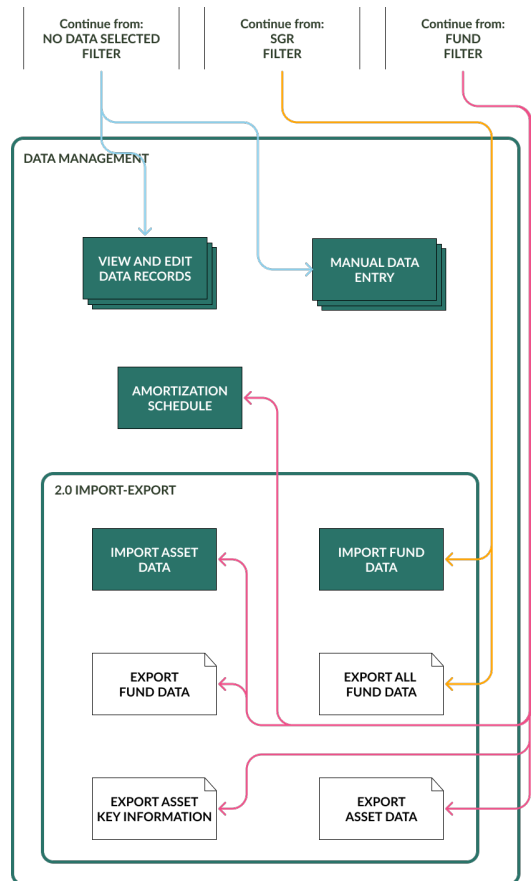 Continue from:
NO DATA SELECTED
FILTER
Continue from:
SGR
FILTER
Continue from:
FUND
FILTER
DATA MANAGEMENT
VIEW AND EDIT
DATA RECORDS
MANUAL DATA
ENTRY
AMORTIZATION
SCHEDULE
2.0 IMPORT-EXPORT
IMPORT ASSET
DATA
IMPORT FUND
DATA
EXPORT
FUND DATA
EXPORT ALL
FUND DATA
EXPORT ASSET
KEY INFORMATION
EXPORT
ASSET DATA